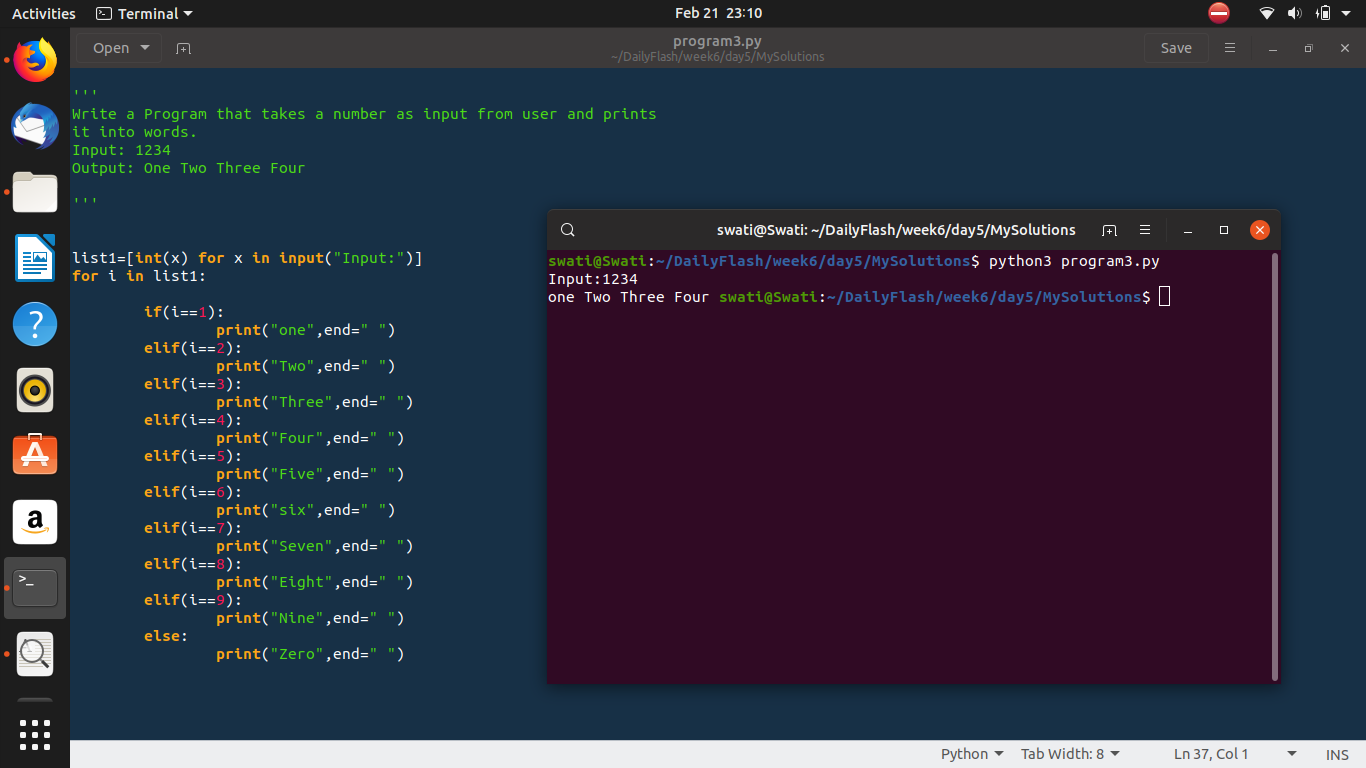 Activities Terminal Feb 21 23:10
Open program3.py Save
~/DailyFlash/week6/day5/MySolutions
'''
Write a Program that takes a number as input from user and prints
it into words.
Input: 1234
Output: One Two Three Four
'''
list1=[int(x) for x in input("Input:")]
for i in list1:
if(i==1):
print("one",end=" ")
elif(i==2):
print("Two",end=" ")
elif(i==3):
print("Three",end=" ")
elif(i==4):
print("Four",end=" ")
elif(i==5):
print("Five",end=" ")
elif(i==6):
print("six",end=" ")
elif(i==7):
print("Seven",end=" ")
elif(i==8):
print("Eight",end=" ")
elif(i==9):
print("Nine",end=" ")
else:
print("Zero",end=" ")
swati@Swati: ~/DailyFlash/week6/day5/MySolutions
swati@Swati:~/DailyFlash/week6/day5/MySolutions$ python3 program3.py
Input:1234
one Two Three Four swati@Swati:~/DailyFlash/week6/day5/MySolutions$
?
a
>_
Python Tab Width: 8 Ln 37, Col 1 INS